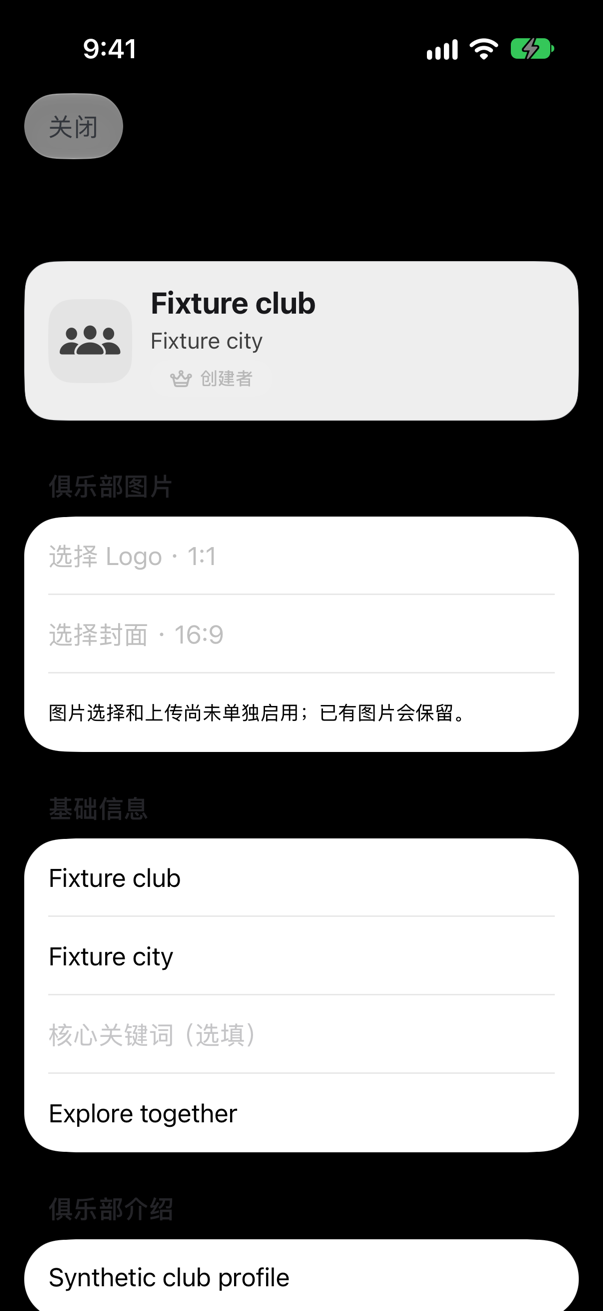 9:41
关闭
Fixture club
Fixture city
创建者
俱乐部图片
选择 Logo · 1:1
选择封面 · 16:9
图片选择和上传尚未单独启用；已有图片会保留。
基础信息
Fixture club
Fixture city
核心关键词（选填）
Explore together
俱乐部介绍
Synthetic club profile